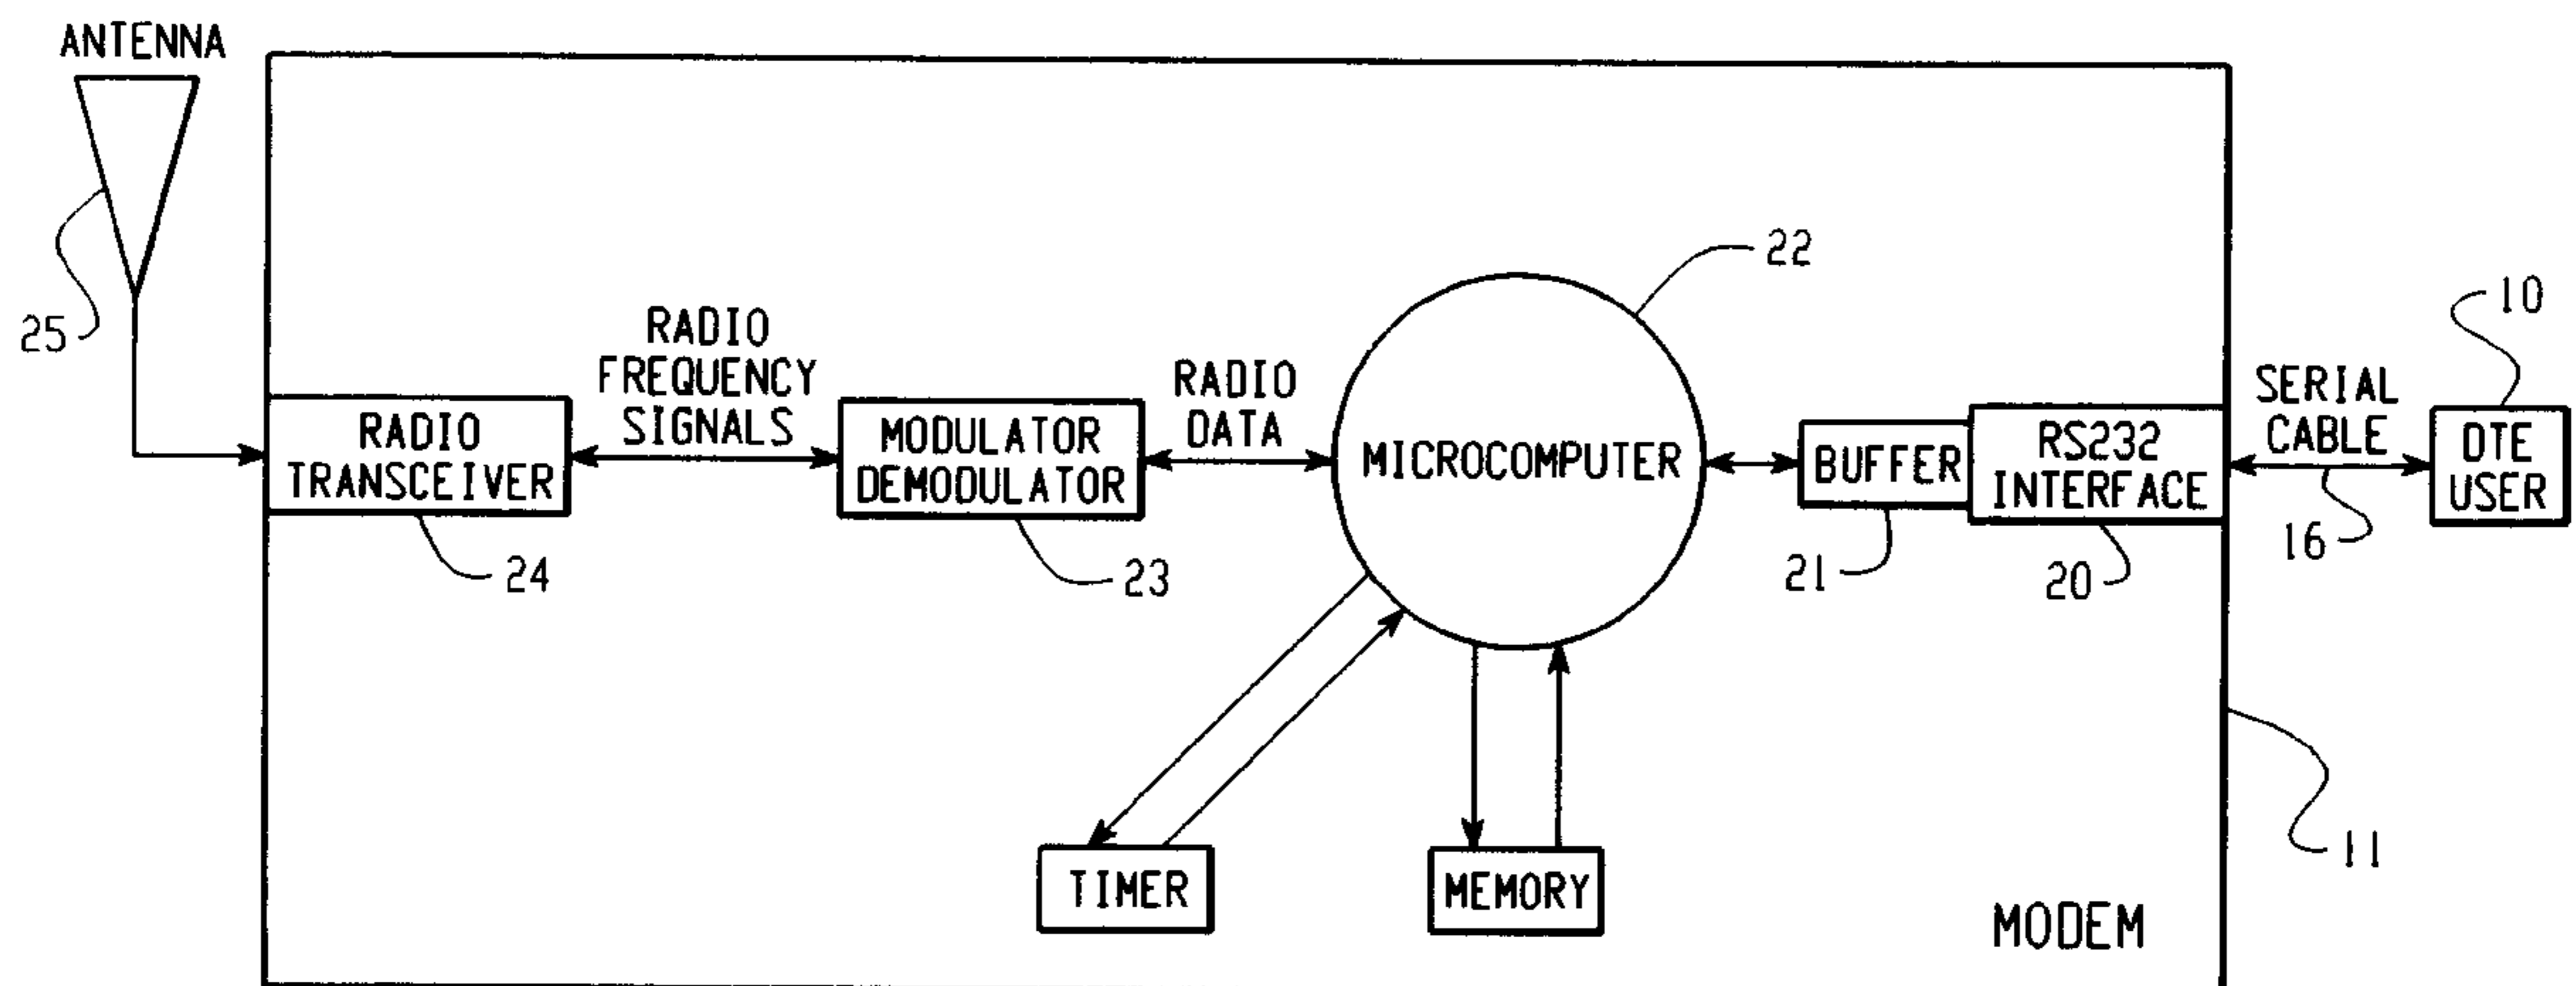 ANTENNA
25
RADIO
TRANSCEIVER
24
RADIO
FREQUENCY
SIGNALS
MODULATOR
DEMODULATOR
23
RADIO
DATA
MICROCOMPUTER
22
BUFFER
21
RS232
INTERFACE
20
SERIAL
CABLE
16
10
DTE
USER
TIMER
MEMORY
11
MODEM